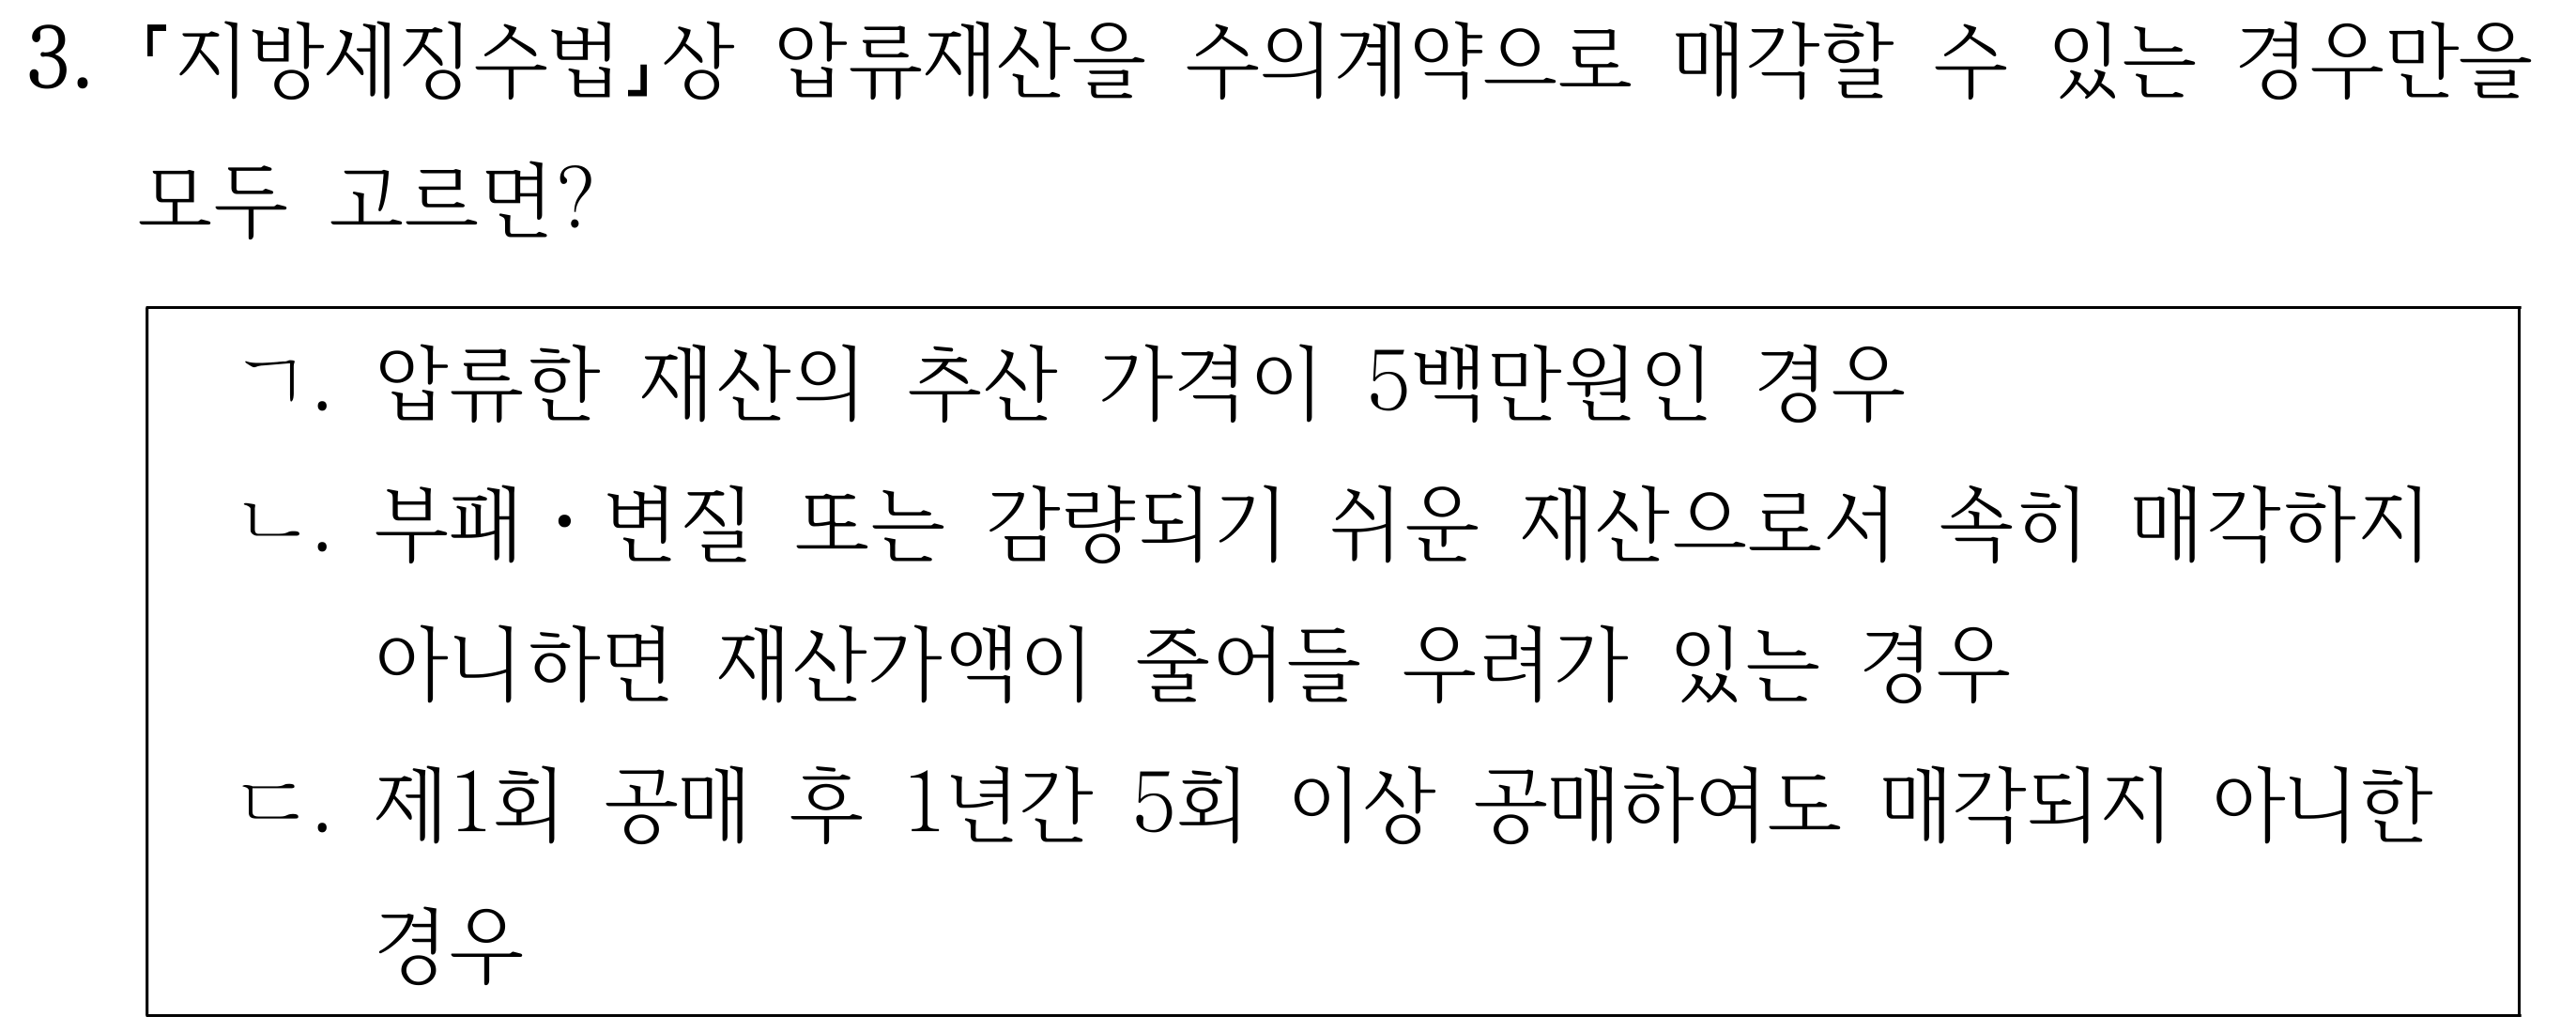 3. 「지방세징수법」상 압류재산을 수의계약으로 매각할 수 있는 경우만을
모두 고르면?
ㄱ. 압류한 재산의 추산 가격이 5백만원인 경우
ㄴ. 부패·변질 또는 감량되기 쉬운 재산으로서 속히 매각하지
아니하면 재산가액이 줄어들 우려가 있는 경우
ㄷ. 제1회 공매 후 1년간 5회 이상 공매하여도 매각되지 아니한
경우